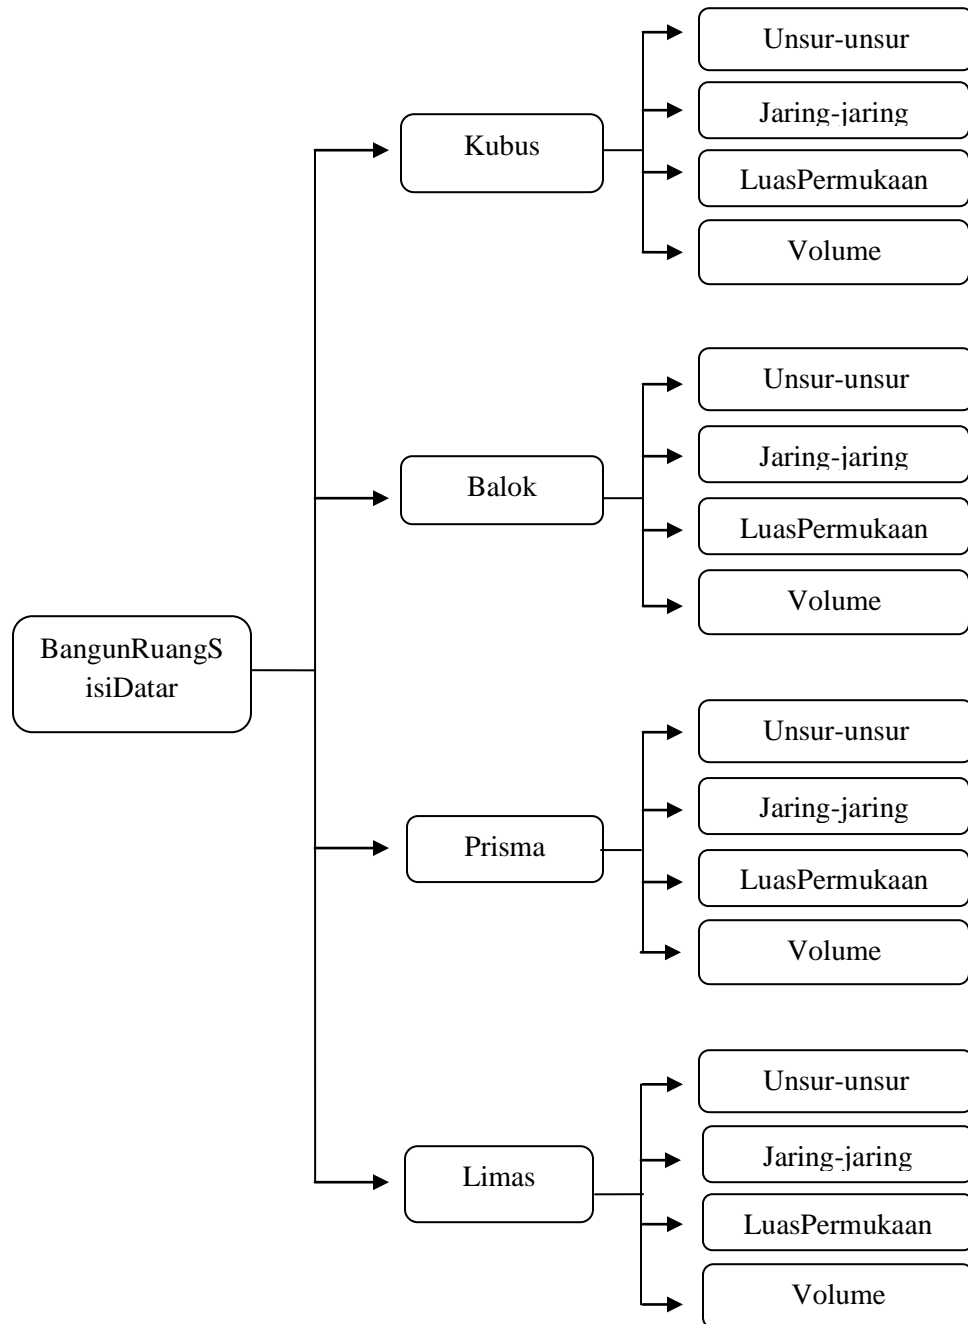 Unsur-unsur
Jaring-jaring
Kubus
LuasPermukaan
Volume
Unsur-unsur
Jaring-jaring
Balok
LuasPermukaan
Volume
BangunRuangS
isiDatar
Unsur-unsur
Jaring-jaring
Prisma
LuasPermukaan
Volume
Unsur-unsur
Jaring-jaring
Limas
LuasPermukaan
Volume